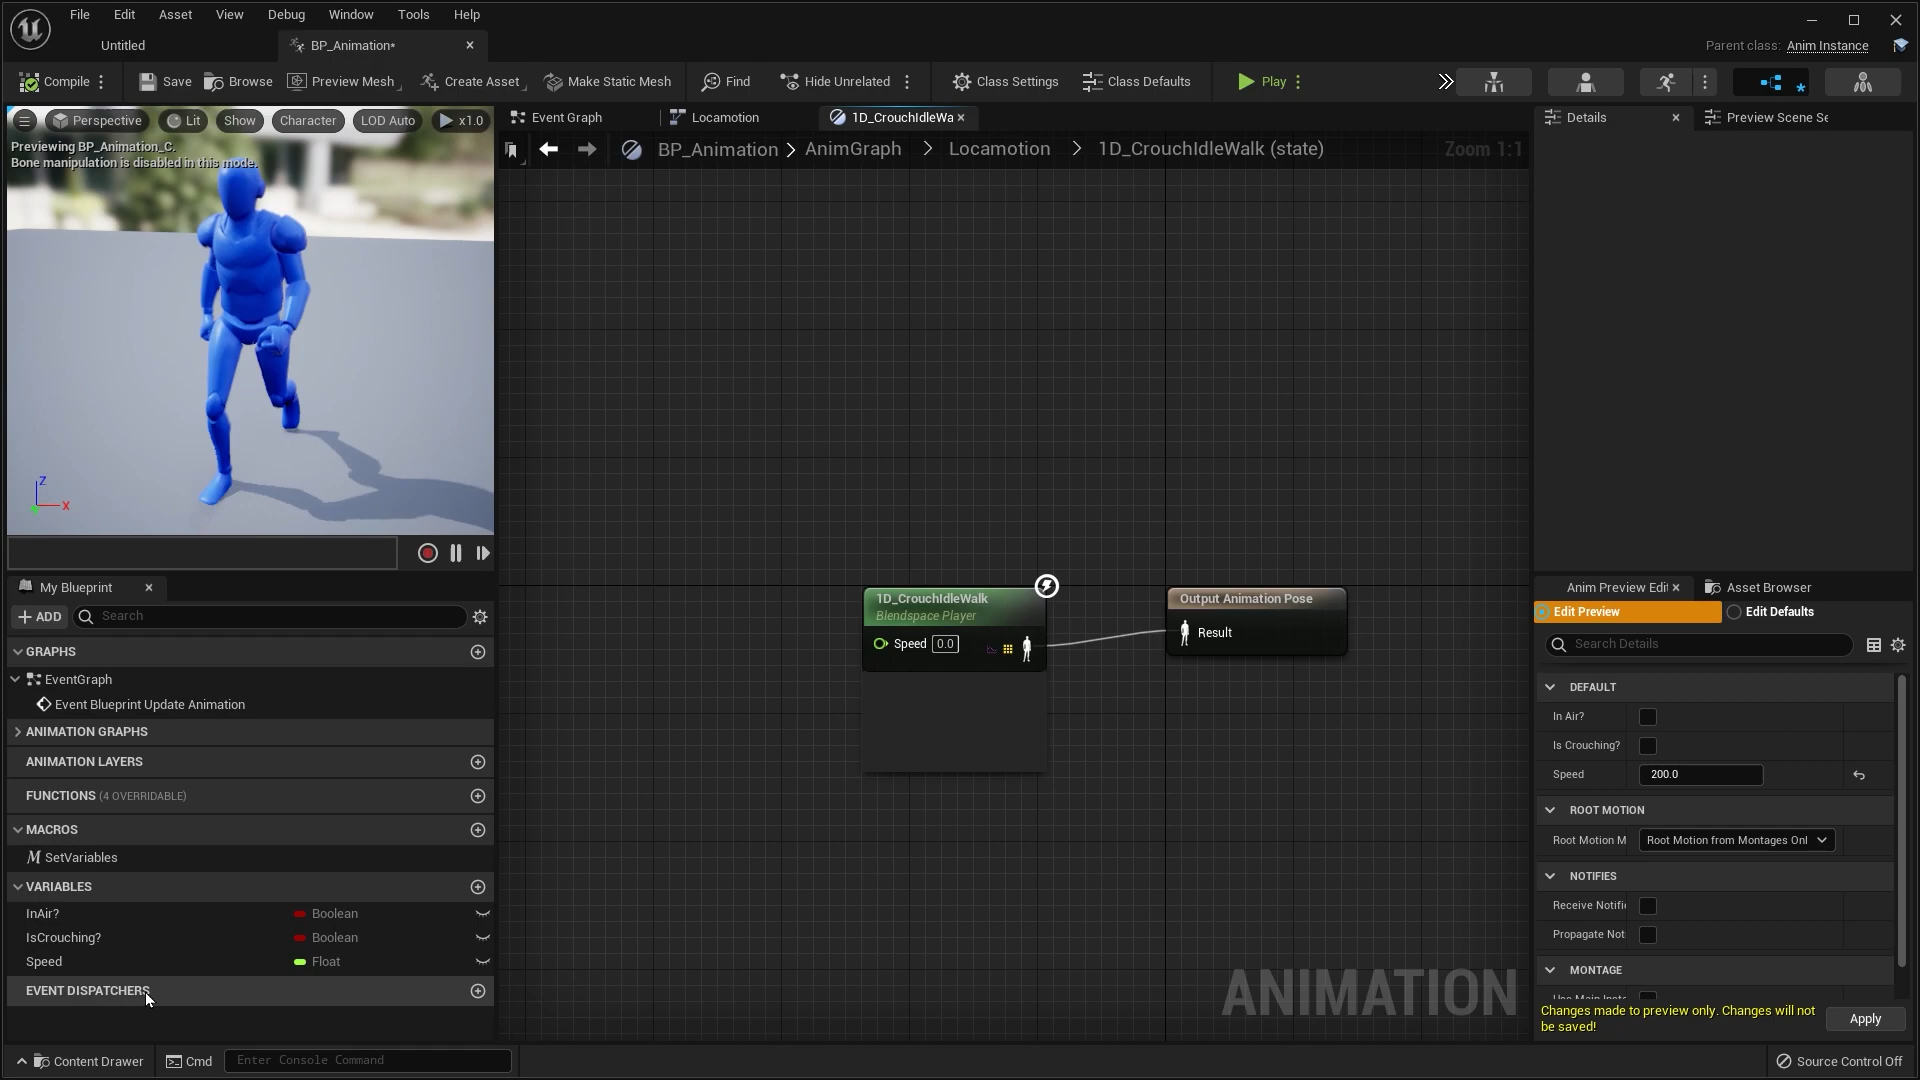 File Edit Asset View Debug Window Tools Help
Untitled
BP_Animation*
Parent class: Anim Instance
Compile
Save
Browse
Preview Mesh
Create Asset
Make Static Mesh
Find
Hide Unrelated
Class Settings
Class Defaults
Play
Perspective
Lit
Show
Character
LOD Auto
x1.0
Previewing BP_Animation_C.
Bone manipulation is disabled in this mode.
Z
X
Event Graph
Locamotion
1D_CrouchIdleWa
BP_Animation > AnimGraph > Locamotion > 1D_CrouchIdleWalk (state)
Zoom 1:1
1D_CrouchIdleWalk
Blendspace Player
Speed 0.0
Output Animation Pose
Result
ANIMATION
My Blueprint
ADD
Search
GRAPHS
EventGraph
Event Blueprint Update Animation
ANIMATION GRAPHS
ANIMATION LAYERS
FUNCTIONS (4 OVERRIDABLE)
MACROS
SetVariables
VARIABLES
InAir? Boolean
IsCrouching? Boolean
Speed Float
EVENT DISPATCHERS
Details
Preview Scene Se
Anim Preview Edit
Asset Browser
Edit Preview
Edit Defaults
Search Details
DEFAULT
In Air?
Is Crouching?
Speed 200.0
ROOT MOTION
Root Motion M Root Motion from Montages Onl
NOTIFIES
Receive Notifi
Propagate Not
MONTAGE
Changes made to preview only. Changes will not
be saved!
Apply
Content Drawer
Cmd
Enter Console Command
Source Control Off